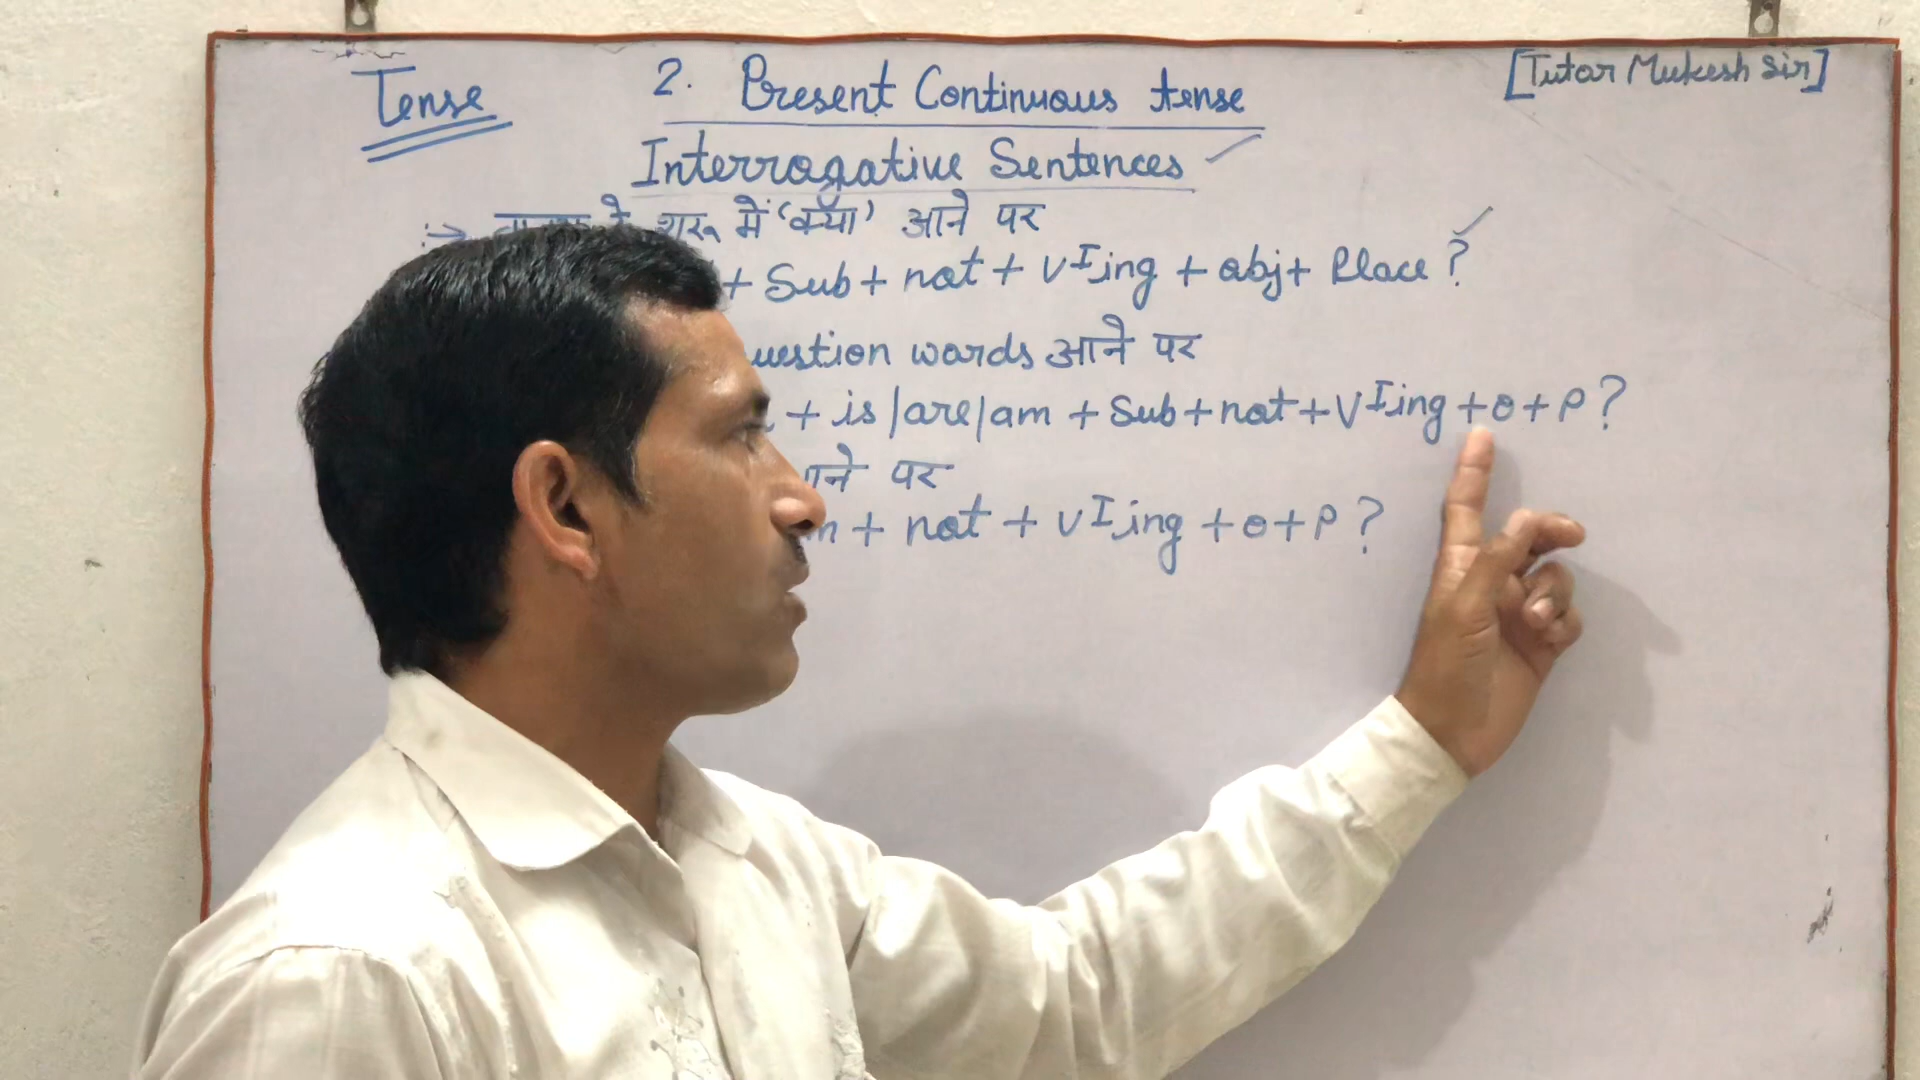 Tense
2. Present Continuous tense
[Tutor Mukesh Sir]
Interrogative Sentences ✓
:→ शुरू में (क्या) आने पर
+ Sub + not + VIing + obj + Place ?
uestion words आने पर
+ is/are/am + Sub + not + VIing + o + P ?
आने पर
+ not + VIing + o + P ?